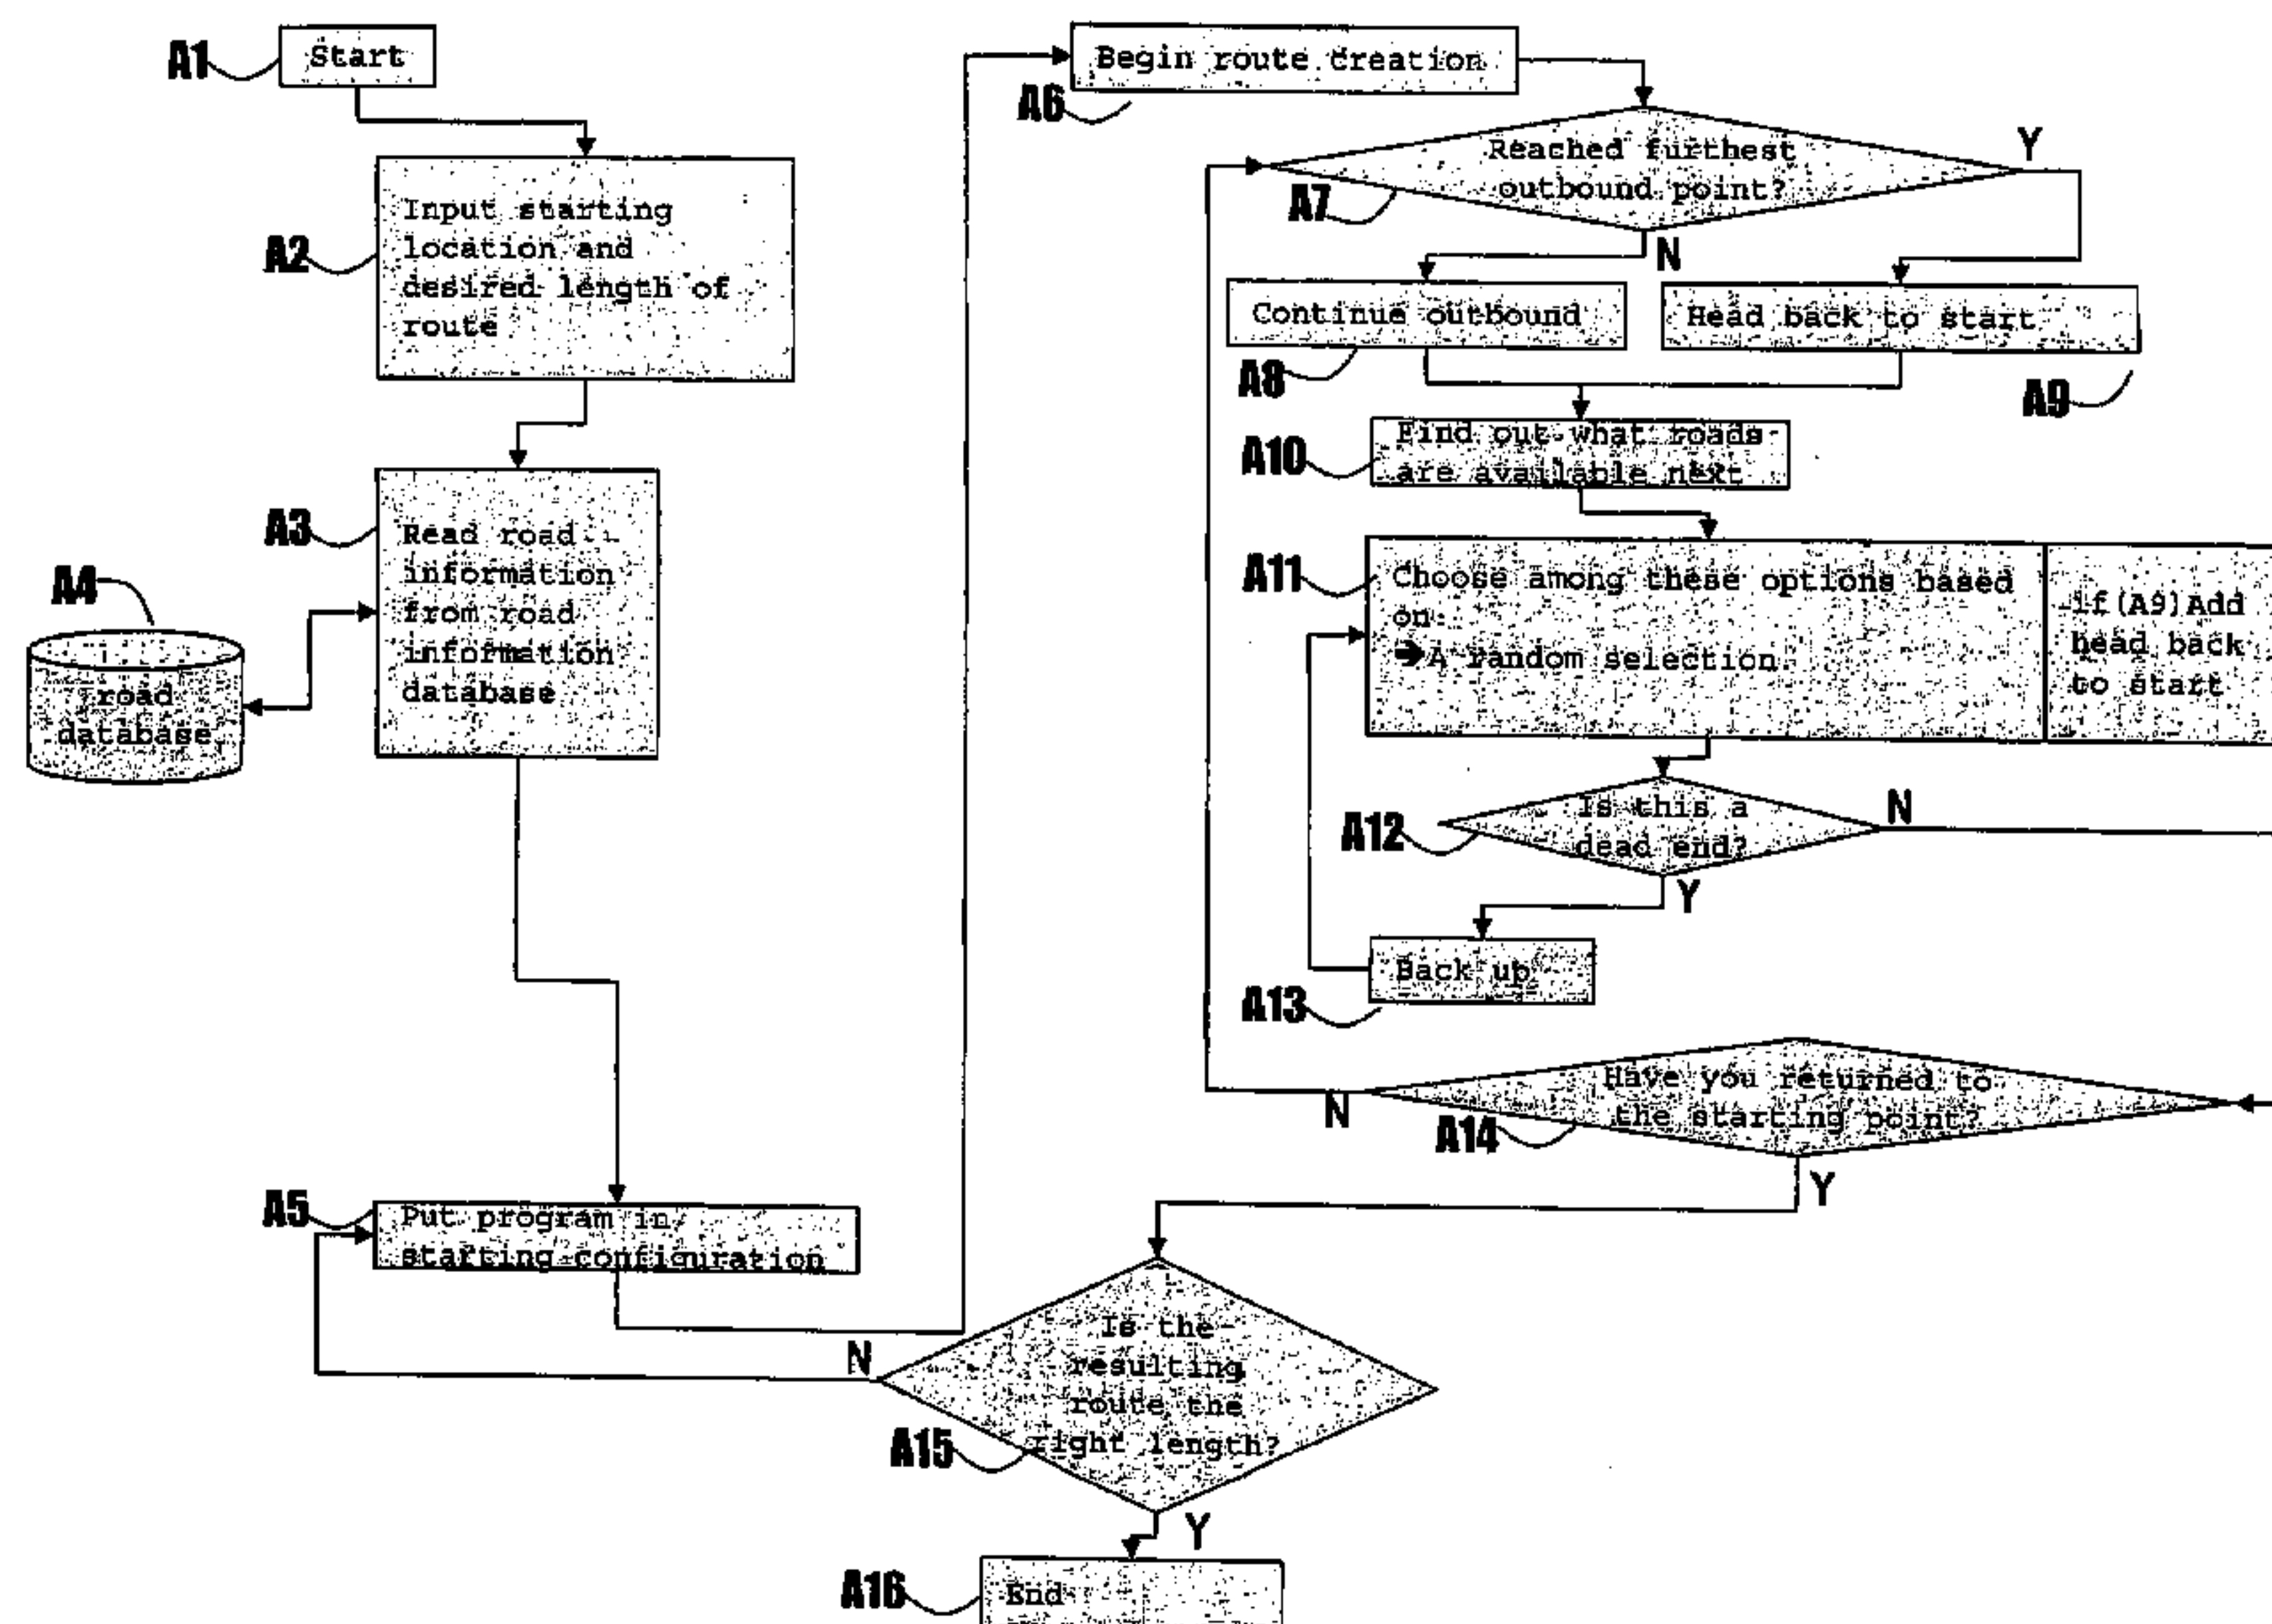 A1
Start
A2
Input starting
location and
desired length of
route
A3
Read road
information
from road
information
database
A4
road
database
A5
Put program in
starting configuration
A6
Begin route creation
A7
Reached furthest
outbound point?
Y
N
A8
Continue outbound
A9
Head back to start
A10
Find out what roads
are available next
A11
Choose among these options based
on:
➔A random selection
if(A9)Add
head back
to start
A12
Is this a
dead end?
N
Y
A13
Back up
A14
Have you returned to
the starting point?
N
Y
A15
Is the
resulting
route the
right length?
N
Y
A16
End